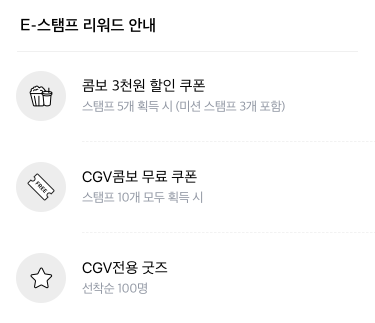 E-스탬프 리워드 안내
콤보 3천원 할인 쿠폰
스탬프 5개 획득 시 (미션 스탬프 3개 포함)
FREE
CGV콤보 무료 쿠폰
스탬프 10개 모두 획득 시
CGV전용 굿즈
선착순 100명